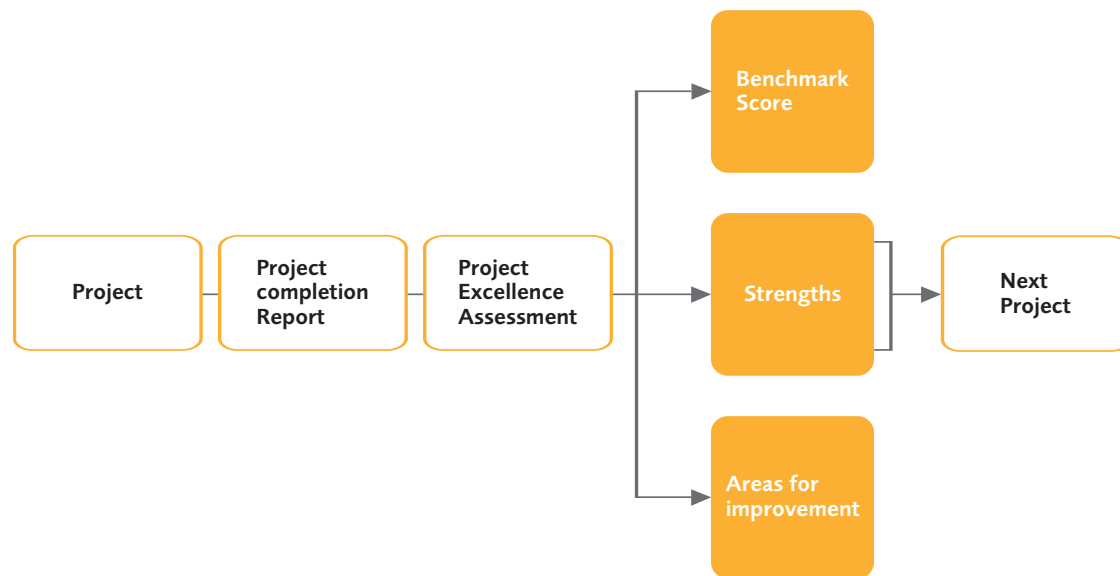 Project
Project
completion
Report
Project
Excellence
Assessment
Benchmark
Score
Strengths
Areas for
improvement
Next
Project